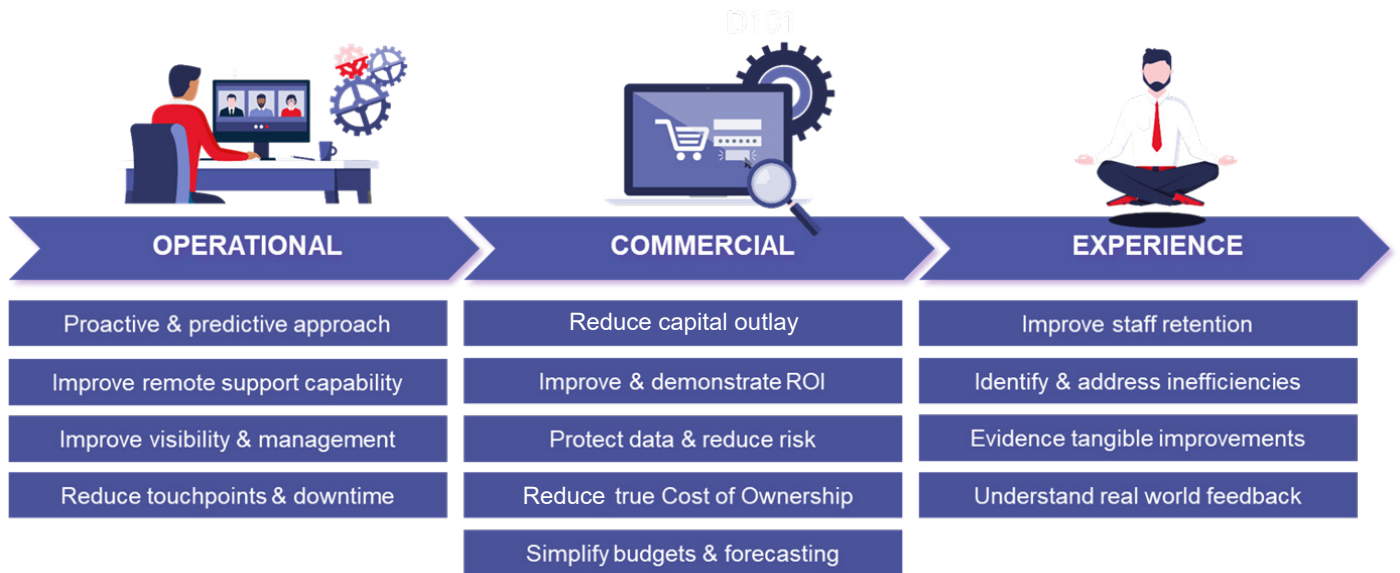 D101
OPERATIONAL
Proactive & predictive approach
Improve remote support capability
Improve visibility & management
Reduce touchpoints & downtime
COMMERCIAL
Reduce capital outlay
Improve & demonstrate ROI
Protect data & reduce risk
Reduce true Cost of Ownership
Simplify budgets & forecasting
EXPERIENCE
Improve staff retention
Identify & address inefficiencies
Evidence tangible improvements
Understand real world feedback